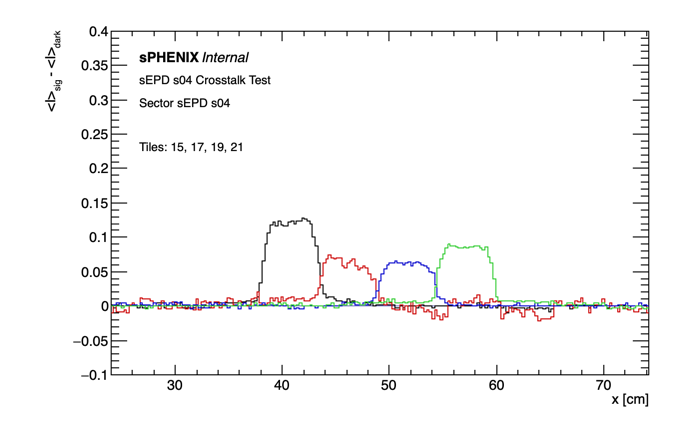 <I>sig - <I>dark
0.4
0.35
0.3
0.25
0.2
0.15
0.1
0.05
0
−0.05
−0.1
sPHENIX Internal
sEPD s04 Crosstalk Test
Sector sEPD s04
Tiles: 15, 17, 19, 21
30 40 50 60 70
x [cm]